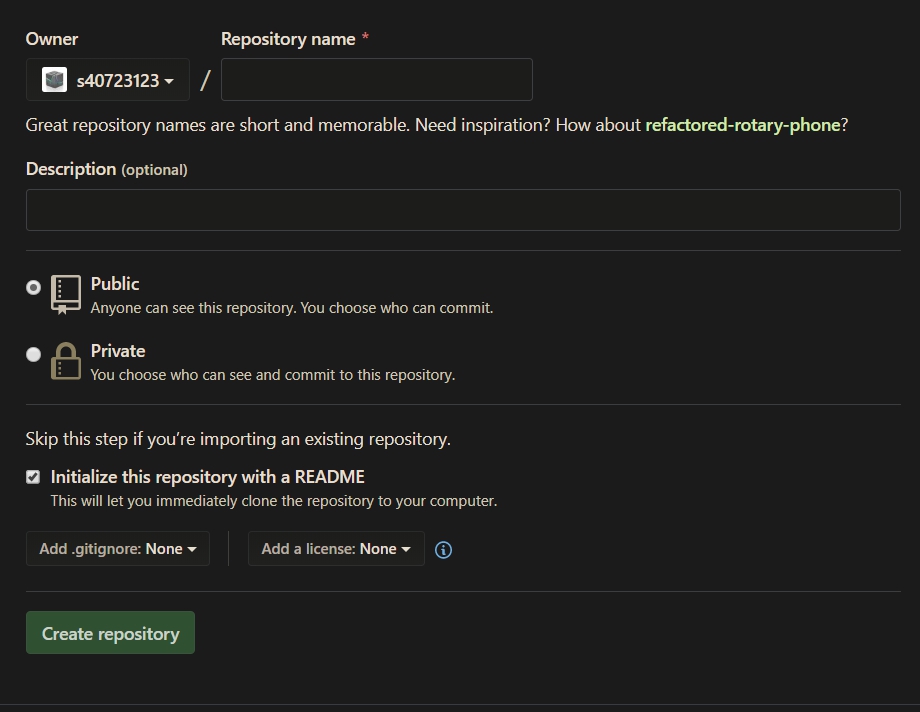 Owner Repository name *
s40723123 /
Great repository names are short and memorable. Need inspiration? How about refactored-rotary-phone?
Description (optional)
Public
Anyone can see this repository. You choose who can commit.
Private
You choose who can see and commit to this repository.
Skip this step if you’re importing an existing repository.
Initialize this repository with a README
This will let you immediately clone the repository to your computer.
Add .gitignore: None Add a license: None
Create repository